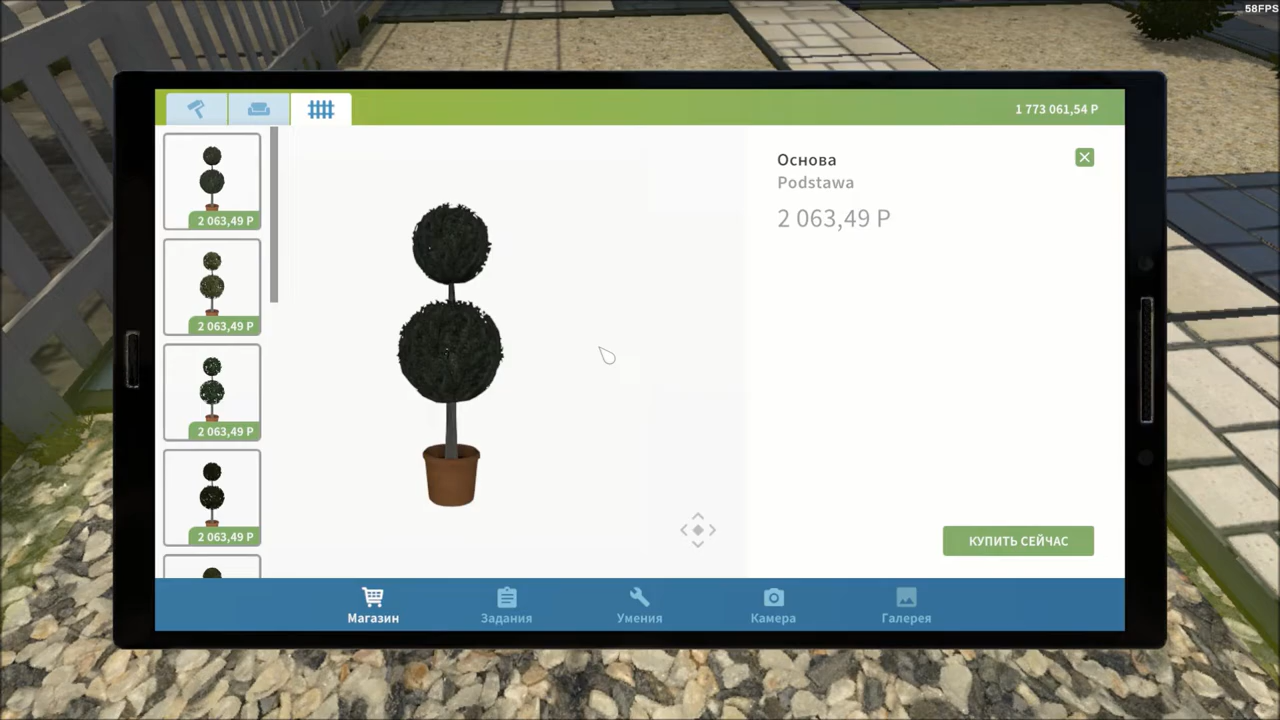 58FPS
1 773 061,54 Р
2 063,49 Р
2 063,49 Р
2 063,49 Р
2 063,49 Р
Основа
Podstawa
2 063,49 Р
КУПИТЬ СЕЙЧАС
Магазин
Задания
Умения
Камера
Галерея